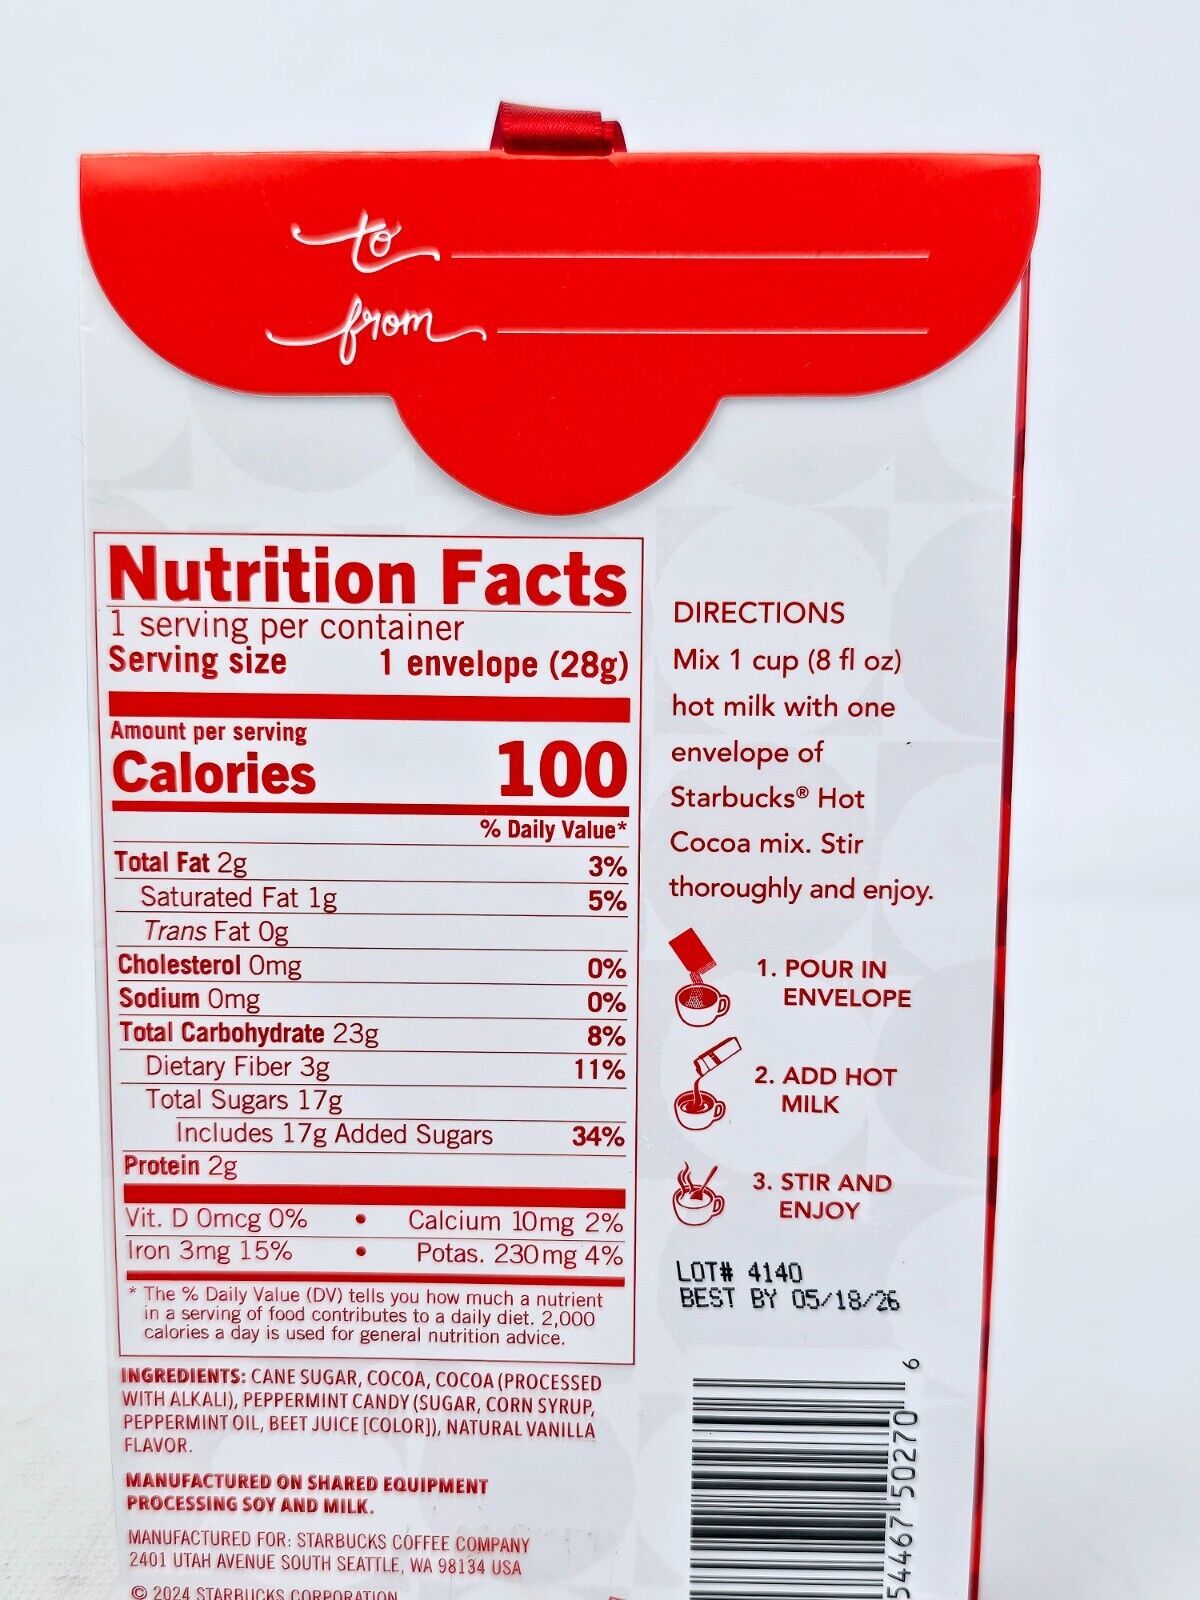 to
from
Nutrition Facts
1 serving per container
Serving size 1 envelope (28g)
Amount per serving
Calories 100
% Daily Value*
Total Fat 2g 3%
Saturated Fat 1g 5%
Trans Fat 0g
Cholesterol 0mg 0%
Sodium 0mg 0%
Total Carbohydrate 23g 8%
Dietary Fiber 3g 11%
Total Sugars 17g
Includes 17g Added Sugars 34%
Protein 2g
Vit. D 0mcg 0% • Calcium 10mg 2%
Iron 3mg 15% • Potas. 230mg 4%
* The % Daily Value (DV) tells you how much a nutrient
in a serving of food contributes to a daily diet. 2,000
calories a day is used for general nutrition advice.
INGREDIENTS: CANE SUGAR, COCOA, COCOA (PROCESSED
WITH ALKALI), PEPPERMINT CANDY (SUGAR, CORN SYRUP,
PEPPERMINT OIL, BEET JUICE [COLOR]), NATURAL VANILLA
FLAVOR.
MANUFACTURED ON SHARED EQUIPMENT
PROCESSING SOY AND MILK.
MANUFACTURED FOR: STARBUCKS COFFEE COMPANY
2401 UTAH AVENUE SOUTH SEATTLE, WA 98134 USA
© 2024 STARBUCKS CORPORATION
DIRECTIONS
Mix 1 cup (8 fl oz)
hot milk with one
envelope of
Starbucks® Hot
Cocoa mix. Stir
thoroughly and enjoy.
1. POUR IN
ENVELOPE
2. ADD HOT
MILK
3. STIR AND
ENJOY
LOT# 4140
BEST BY 05/18/26
54467 50270 6